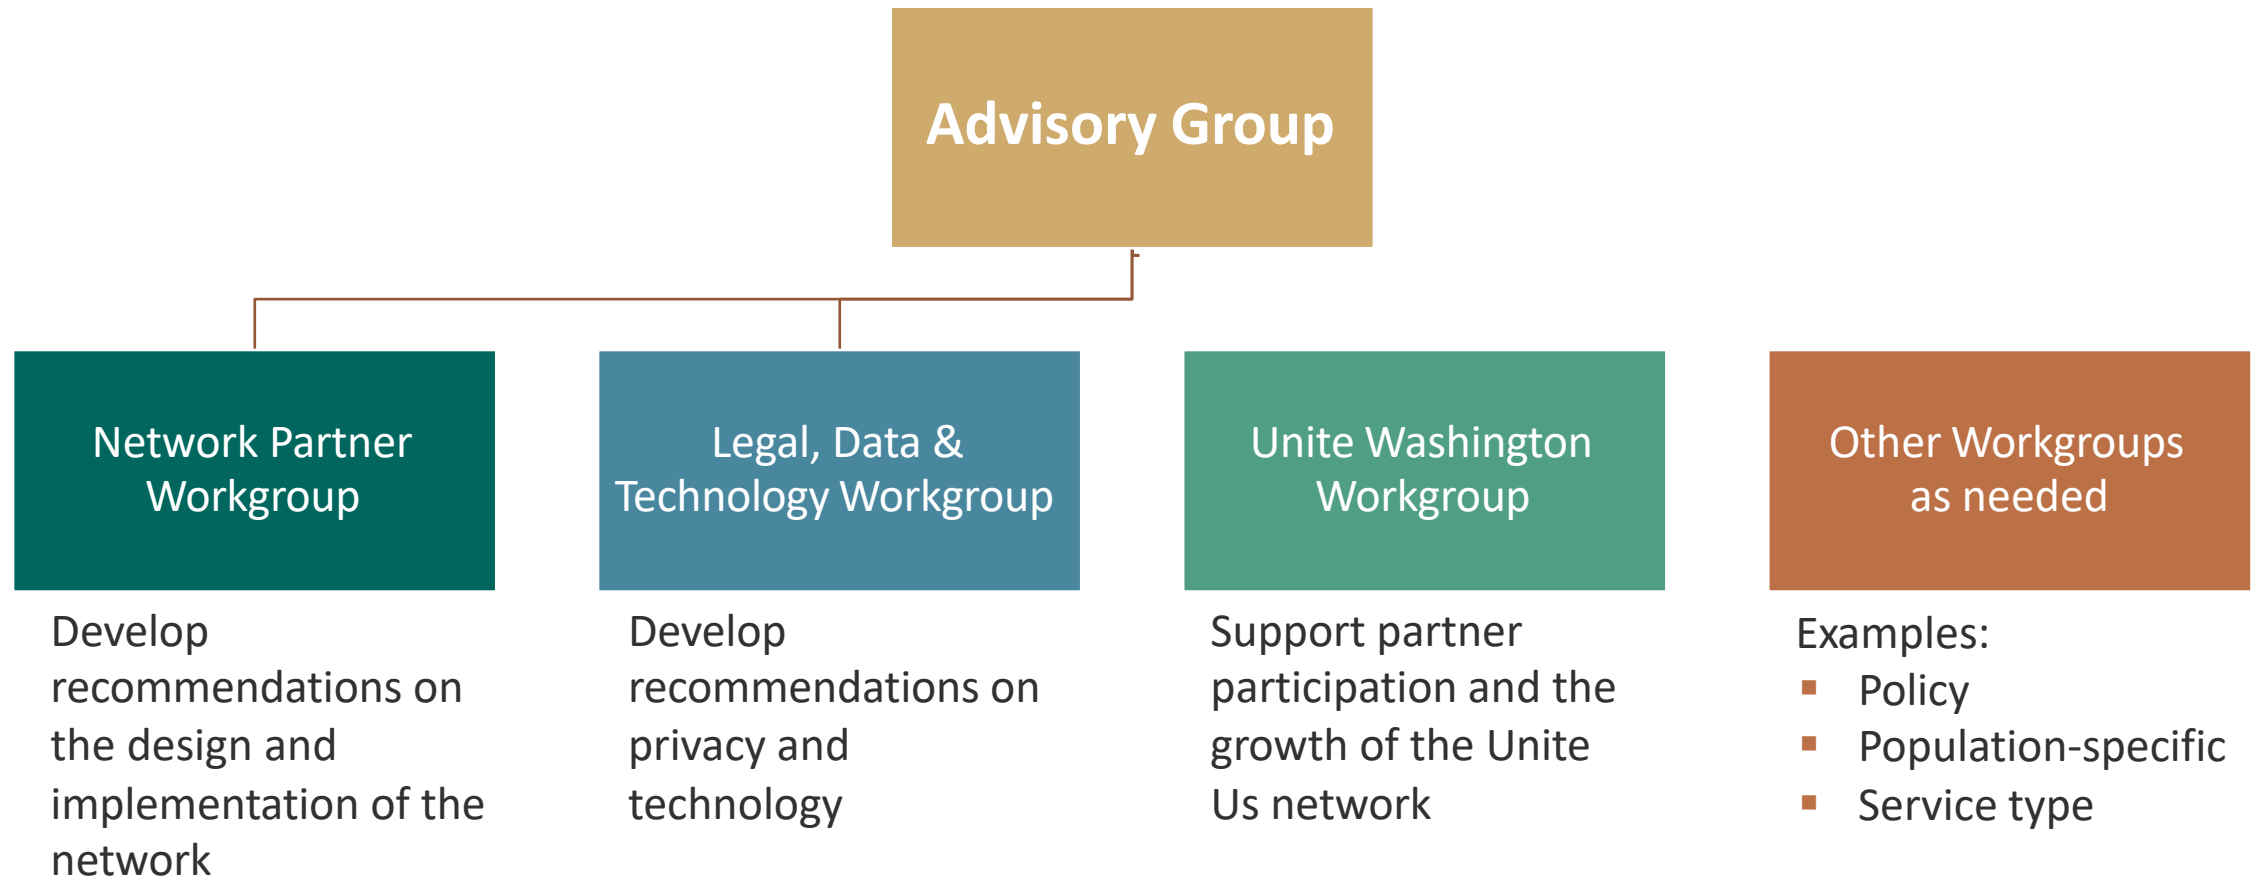 Advisory Group
Network Partner
Workgroup
Legal, Data &
Technology Workgroup
Unite Washington
Workgroup
Other Workgroups
as needed
Develop
recommendations on
the design and
implementation of the
network
Develop
recommendations on
privacy and
technology
Support partner
participation and the
growth of the Unite
Us network
Examples:
▪ Policy
▪ Population-specific
▪ Service type